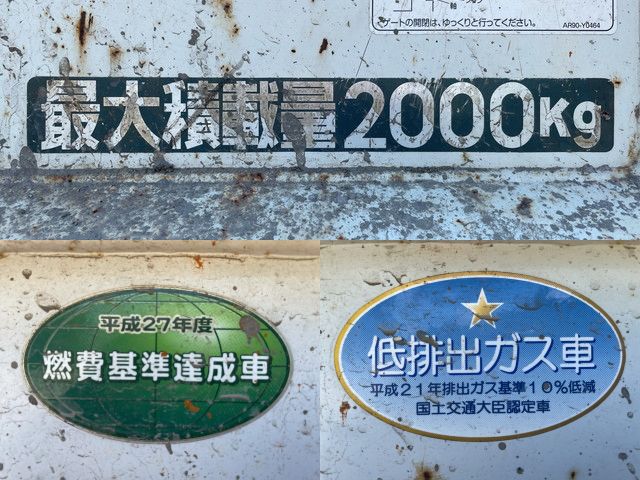 ゲートの開閉は、ゆっくりと行ってください。
AR90-Y0464
最大積載量2000Kg
平成27年度
燃費基準達成車
低排出ガス車
平成21年排出ガス基準10%低減
国土交通大臣認定車